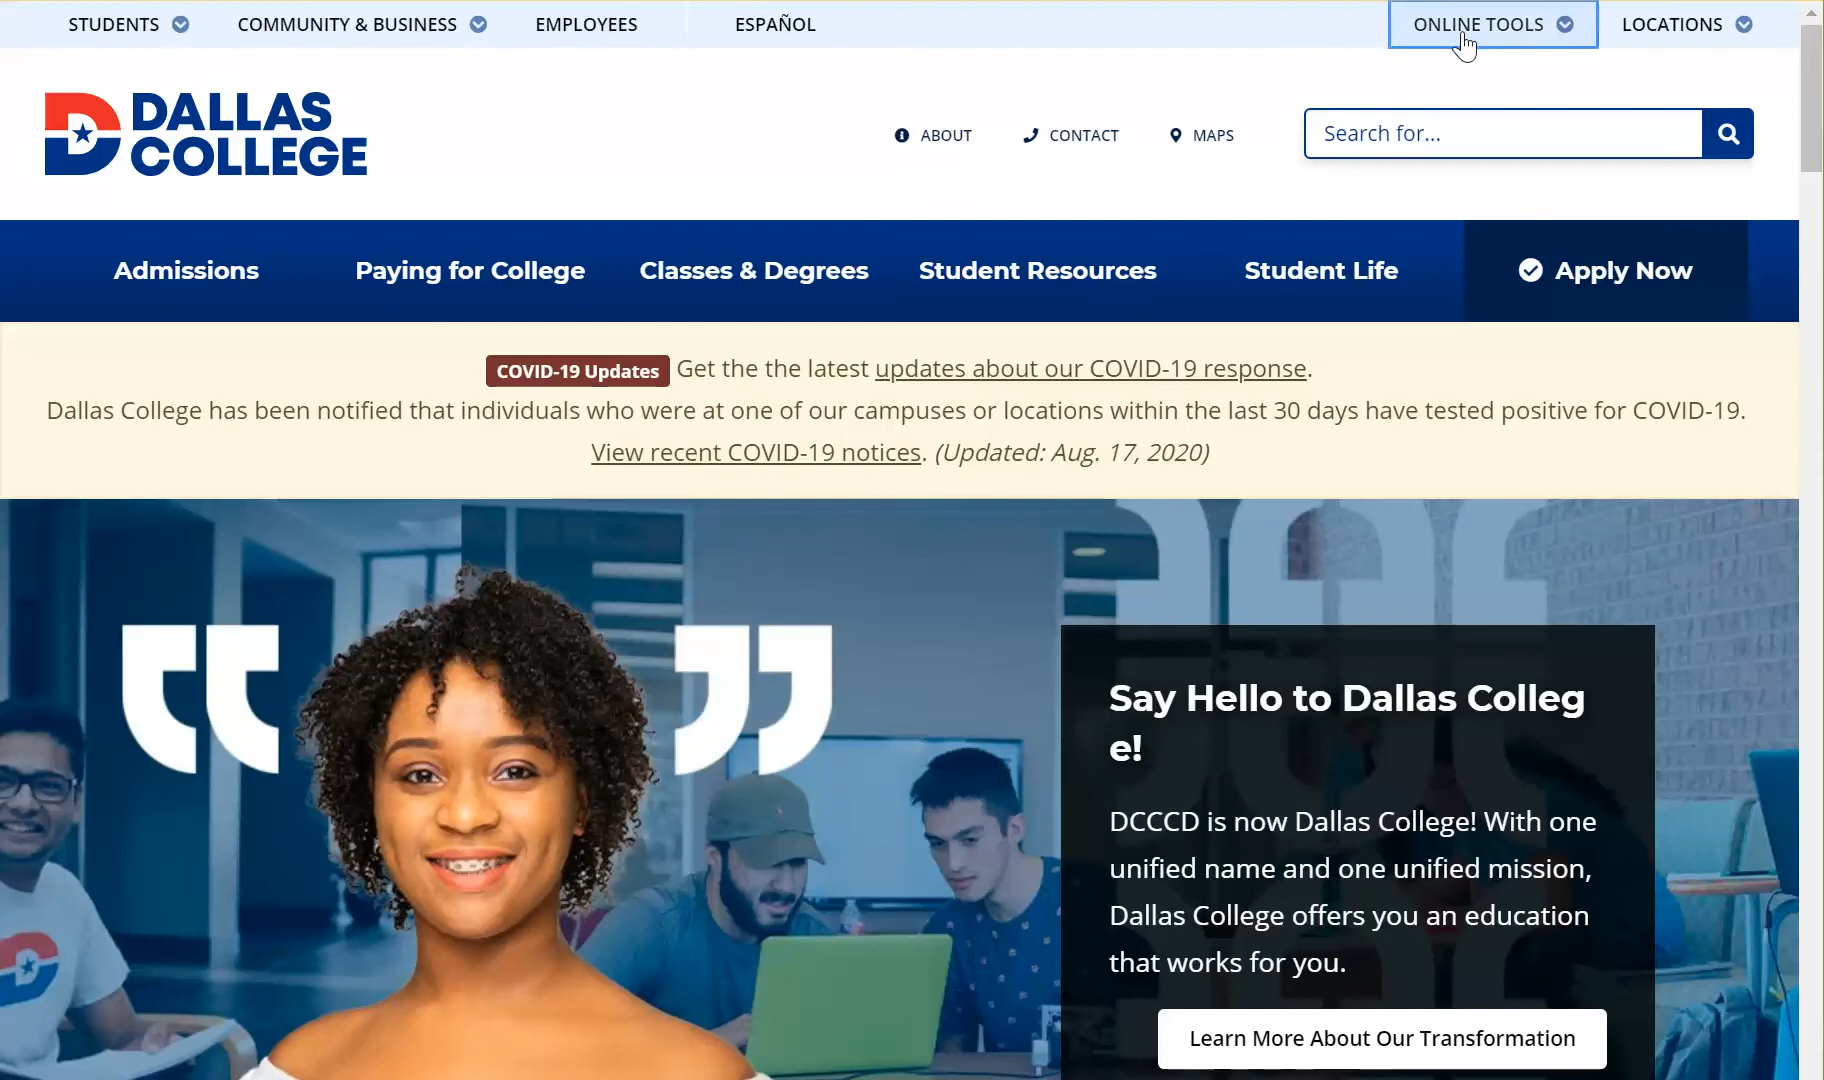 STUDENTS COMMUNITY & BUSINESS EMPLOYEES ESPAÑOL ONLINE TOOLS LOCATIONS
DALLAS
COLLEGE
ABOUT CONTACT MAPS Search for...
Admissions Paying for College Classes & Degrees Student Resources Student Life Apply Now
COVID-19 Updates Get the the latest updates about our COVID-19 response.
Dallas College has been notified that individuals who were at one of our campuses or locations within the last 30 days have tested positive for COVID-19.
View recent COVID-19 notices. (Updated: Aug. 17, 2020)
Say Hello to Dallas Colleg
e!
DCCCD is now Dallas College! With one
unified name and one unified mission,
Dallas College offers you an education
that works for you.
Learn More About Our Transformation